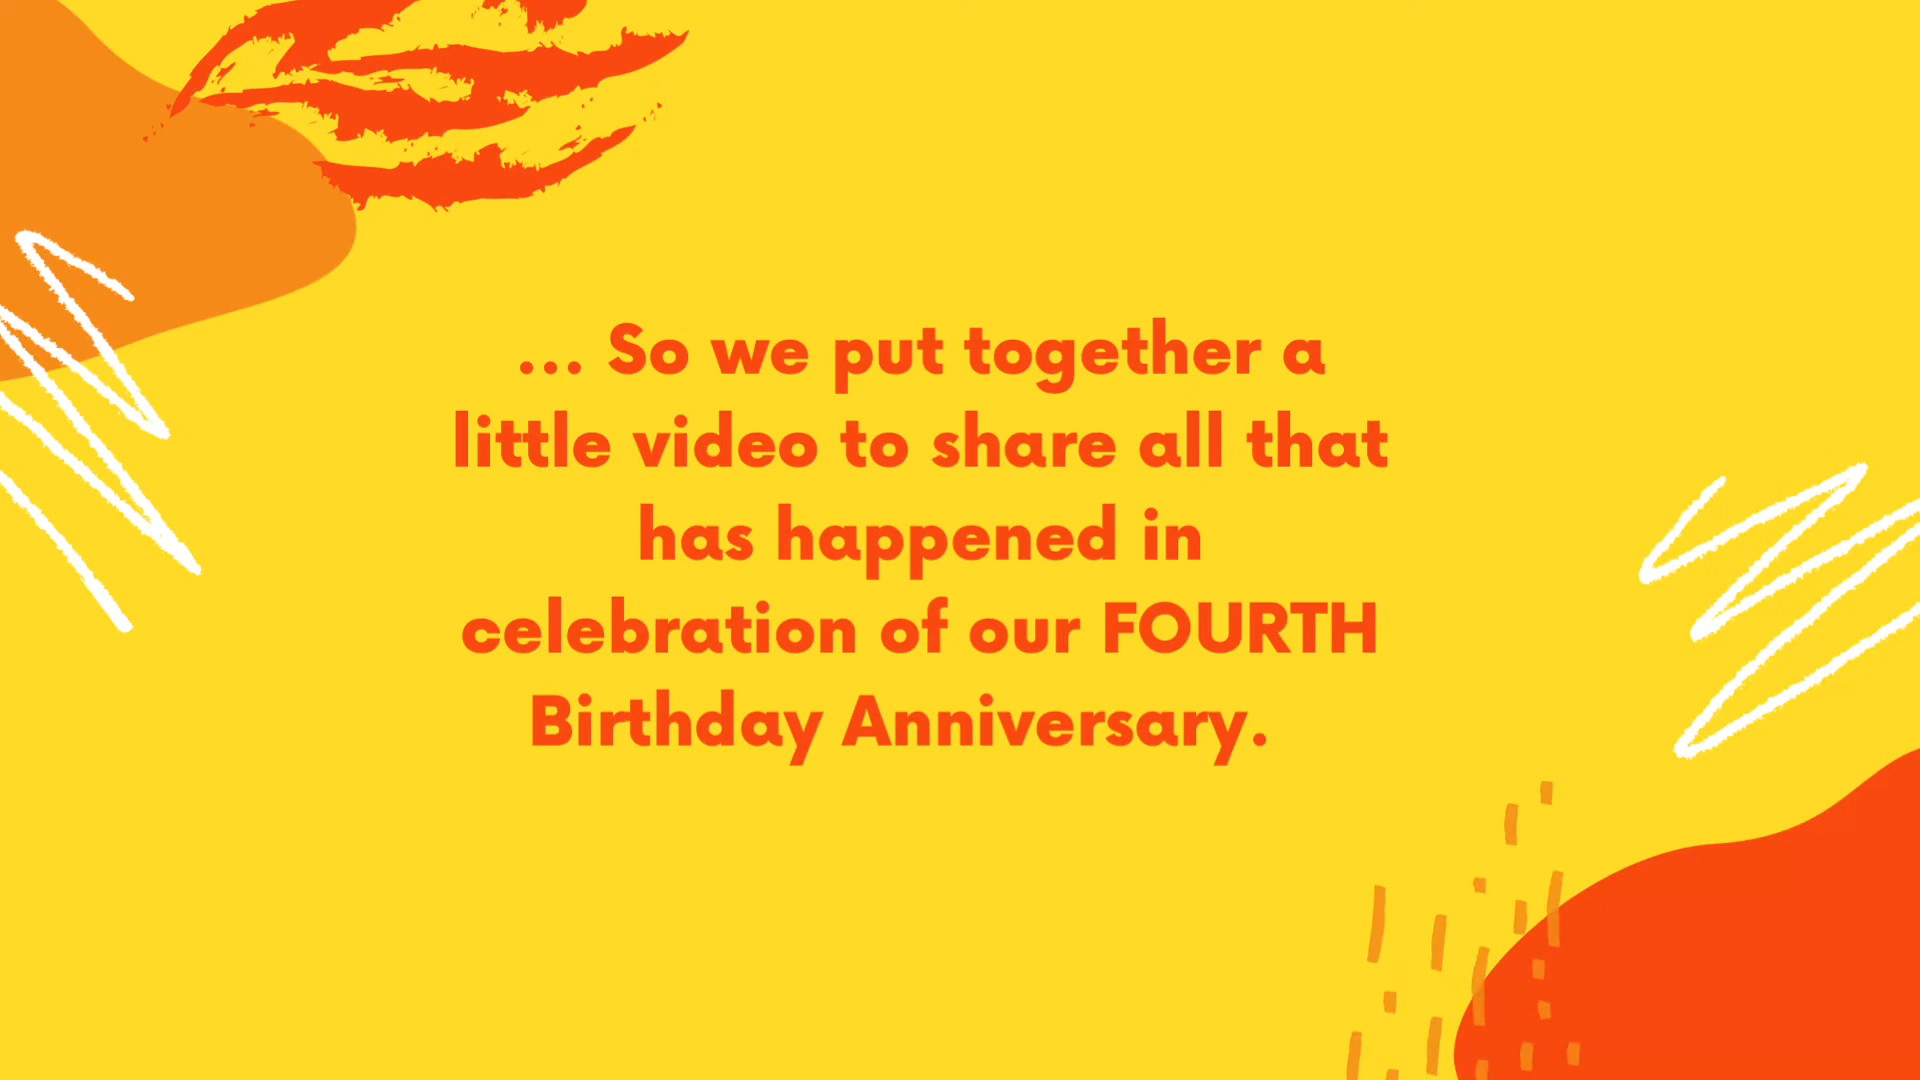 ... So we put together a
little video to share all that
has happened in
celebration of our FOURTH
Birthday Anniversary.